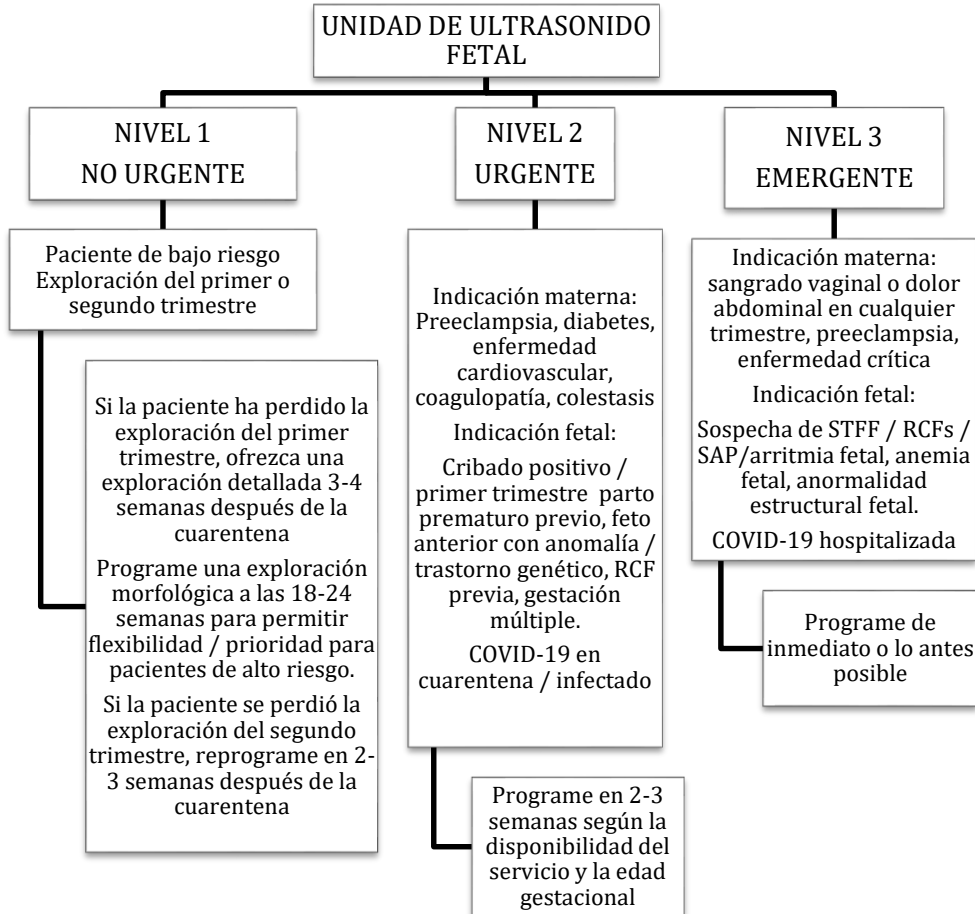 UNIDAD DE ULTRASONIDO
FETAL
NIVEL 1
NO URGENTE
Paciente de bajo riesgo
Exploración del primer o
segundo trimestre
Si la paciente ha perdido la
exploración del primer
trimestre, ofrezca una
exploración detallada 3-4
semanas después de la
cuarentena
Programe una exploración
morfológica a las 18-24
semanas para permitir
flexibilidad / prioridad para
pacientes de alto riesgo.
Si la paciente se perdió la
exploración del segundo
trimestre, reprograme en 2-
3 semanas después de la
cuarentena
NIVEL 2
URGENTE
Indicación materna:
Preeclampsia, diabetes,
enfermedad
cardiovascular,
coagulopatía, colestasis
Indicación fetal:
Cribado positivo /
primer trimestre parto
prematuro previo, feto
anterior con anomalía /
trastorno genético, RCF
previa, gestación
múltiple.
COVID-19 en
cuarentena / infectado
Programe en 2-3
semanas según la
disponibilidad del
servicio y la edad
gestacional
NIVEL 3
EMERGENTE
Indicación materna:
sangrado vaginal o dolor
abdominal en cualquier
trimestre, preeclampsia,
enfermedad crítica
Indicación fetal:
Sospecha de STFF / RCFs /
SAP/arritmia fetal, anemia
fetal, anormalidad
estructural fetal.
COVID-19 hospitalizada
Programe de
inmediato o lo antes
posible